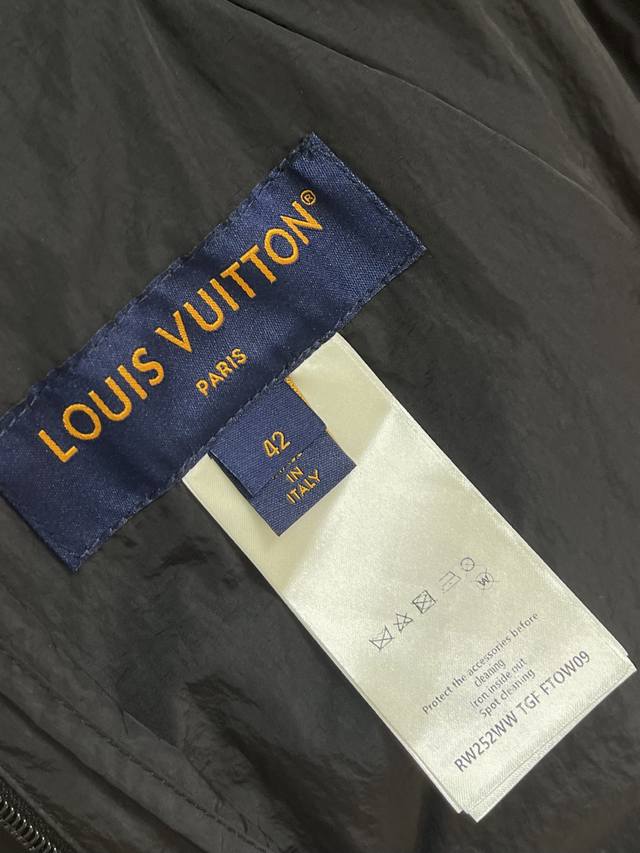 LOUIS VUITTON®
PARIS
42
IN
ITALY
W
Protect the accessories before
cleaning
Iron inside out
Spot cleaning
RW252WW TGF FTOW09